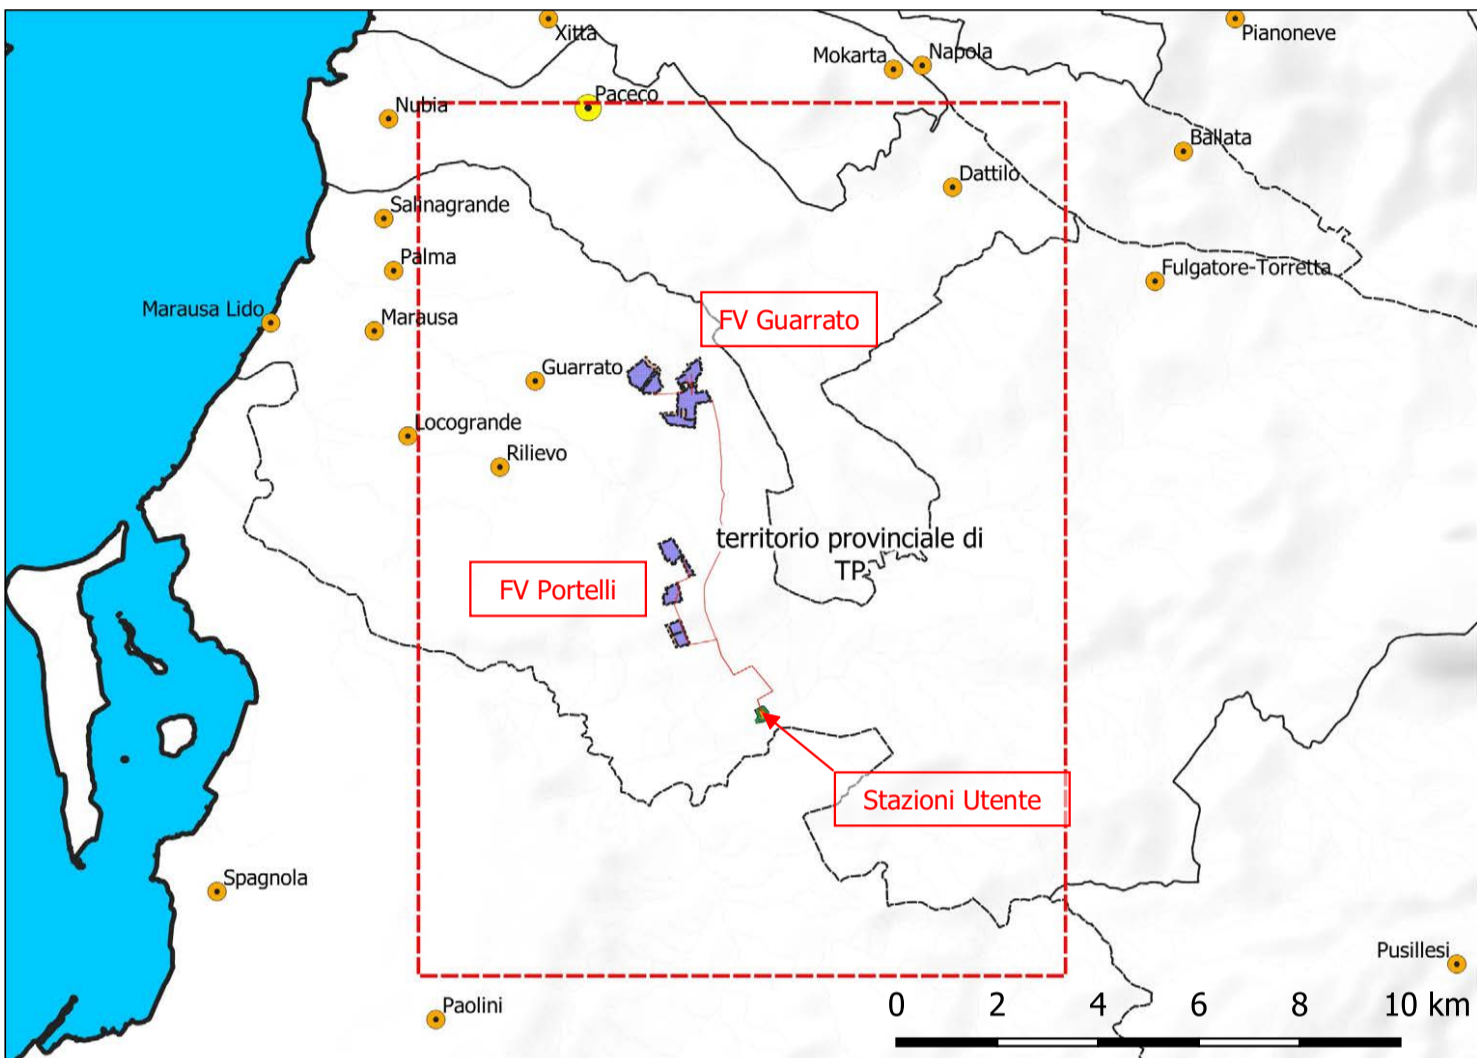 Xitta
Pianoneve
Mokarta
Napola
Paceco
Nubia
Ballata
Dattilo
Salinagrande
Palma
Fulgatore-Torretta
Marausa Lido
Marausa
FV Guarrato
Guarrato
Locogrande
Rilievo
territorio provinciale di
TP
FV Portelli
Stazioni Utente
Spagnola
Pusillesi
Paolini
0 2 4 6 8 10 km